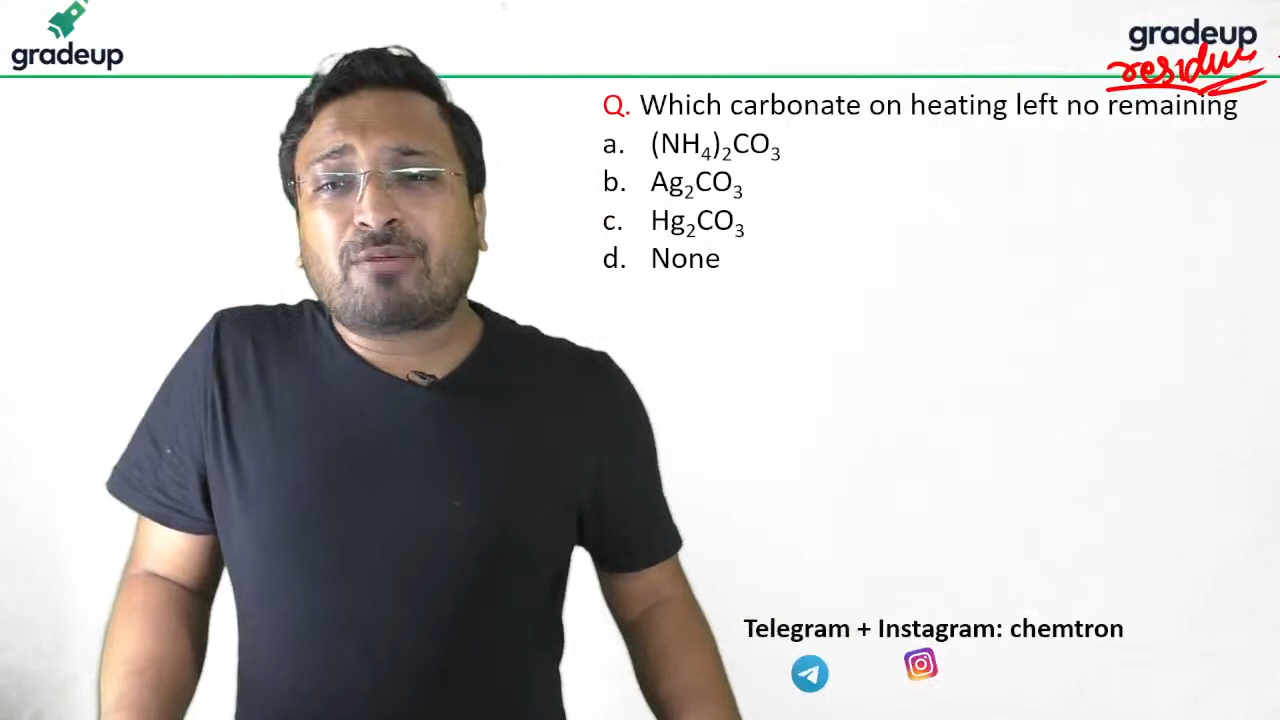 gradeup
gradeup
residue
Q. Which carbonate on heating left no remaining
a. (NH₄)₂CO₃
b. Ag₂CO₃
c. Hg₂CO₃
d. None
Telegram + Instagram: chemtron